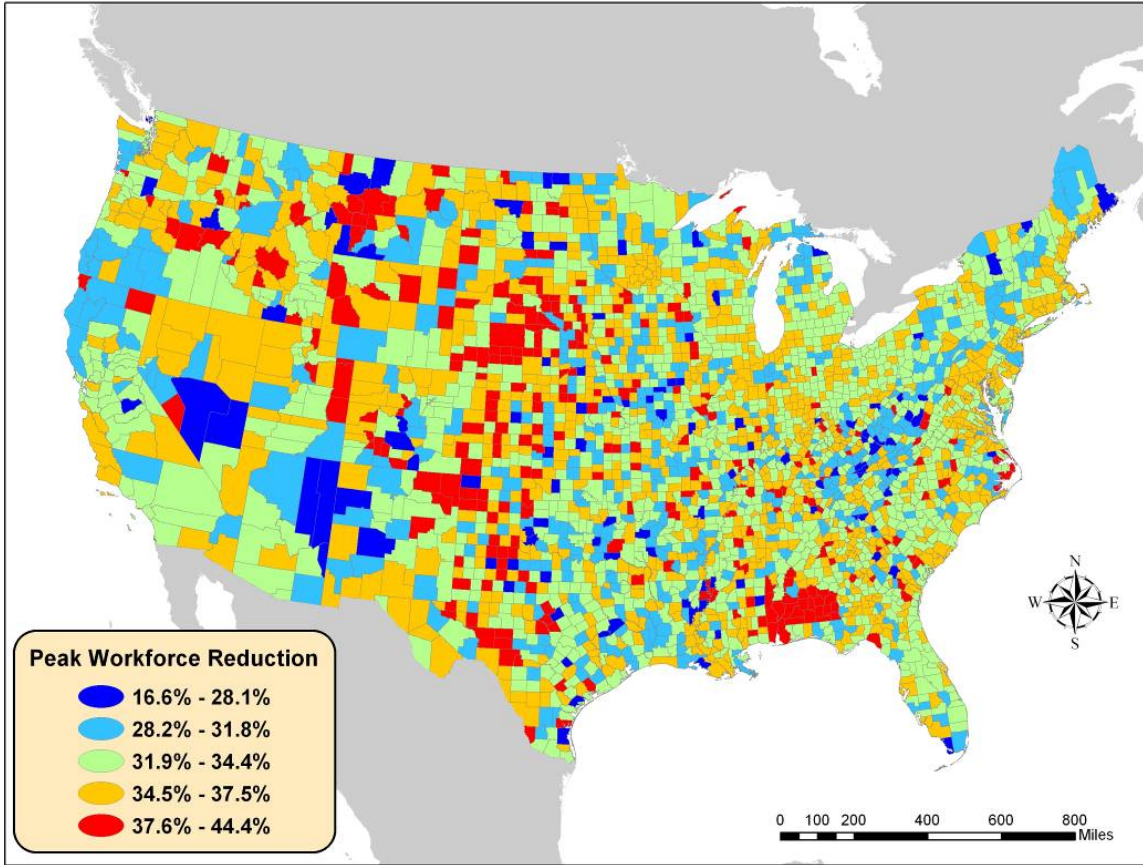 N
W E
S
Peak Workforce Reduction
16.6% - 28.1%
28.2% - 31.8%
31.9% - 34.4%
34.5% - 37.5%
37.6% - 44.4%
0 100 200 400 600 800
Miles